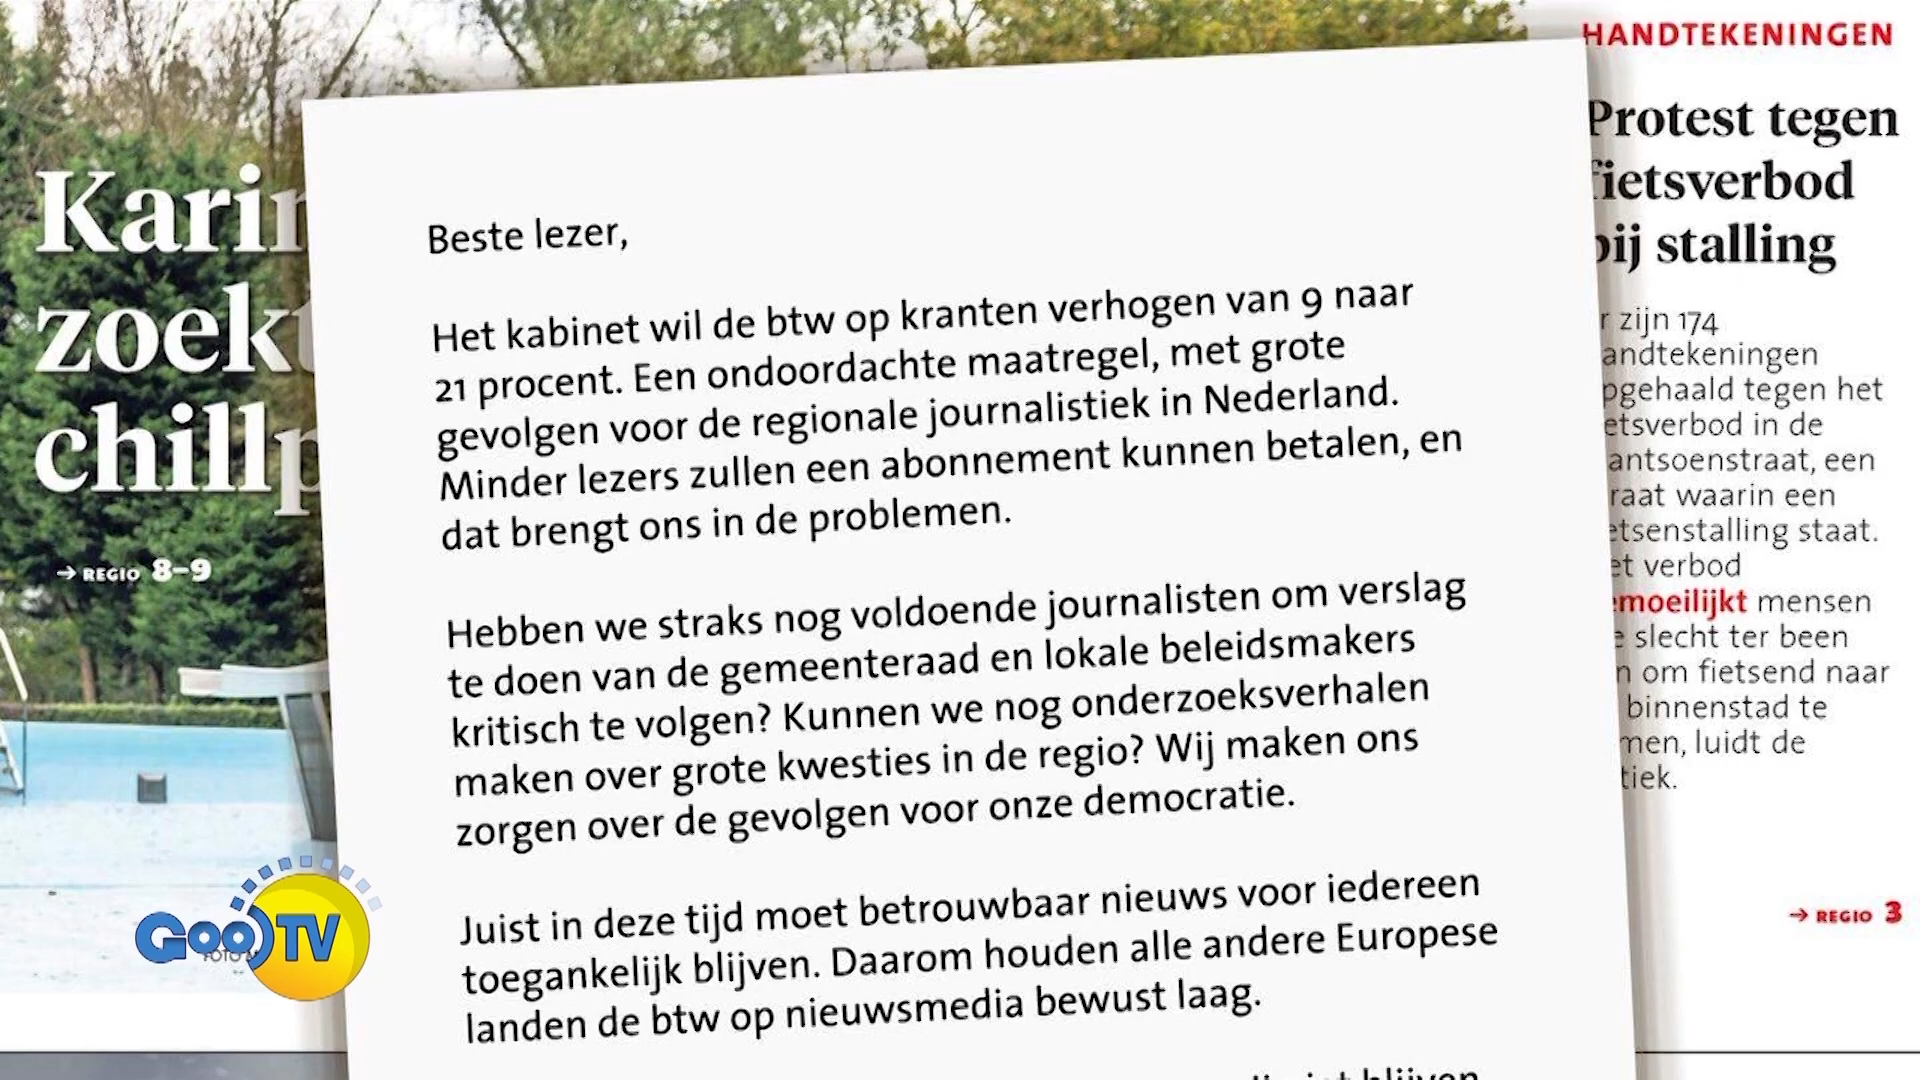 HANDTEKENINGEN
Protest tegen
fietsverbod
bij stalling
zijn 174
pgehaald tegen het
etsverbod in de
antsoenstraat, een
raat waarin een
etsenstalling staat.
et verbod
emoeilijkt mensen
slecht ter been
om fietsend naar
binnenstad te
men, luidt de
tiek.
→ REGIO 3
zoekt
chillp
→ REGIO 8–9
Beste lezer,
Het kabinet wil de btw op kranten verhogen van 9 naar
21 procent. Een ondoordachte maatregel, met grote
gevolgen voor de regionale journalistiek in Nederland.
Minder lezers zullen een abonnement kunnen betalen, en
dat brengt ons in de problemen.
Hebben we straks nog voldoende journalisten om verslag
te doen van de gemeenteraad en lokale beleidsmakers
kritisch te volgen? Kunnen we nog onderzoeksverhalen
maken over grote kwesties in de regio? Wij maken ons
zorgen over de gevolgen voor onze democratie.
Juist in deze tijd moet betrouwbaar nieuws voor iedereen
toegankelijk blijven. Daarom houden alle andere Europese
landen de btw op nieuwsmedia bewust laag.
GooiTV